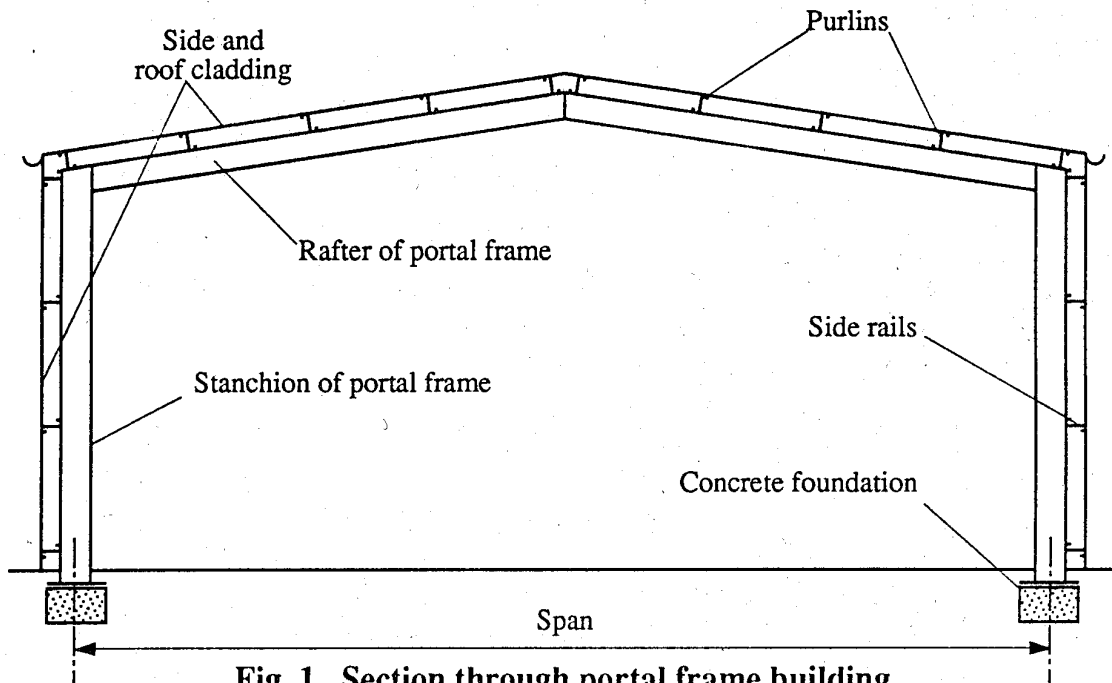 Purlins
Side and
roof cladding
Rafter of portal frame
Side rails
Stanchion of portal frame
Concrete foundation
Span
Fig. 1 Section through portal frame building